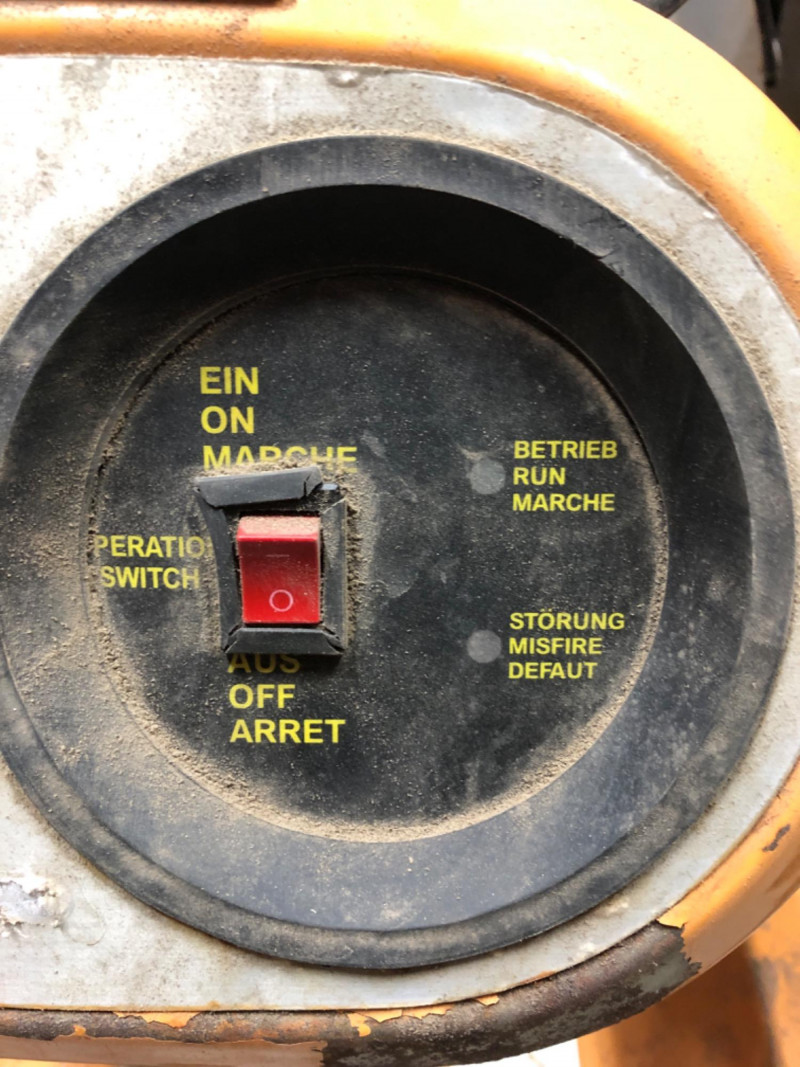 EIN
ON
MARCHE
PERATIO
SWITCH
AUS
OFF
ARRET
BETRIEB
RUN
MARCHE
STÖRUNG
MISFIRE
DEFAUT